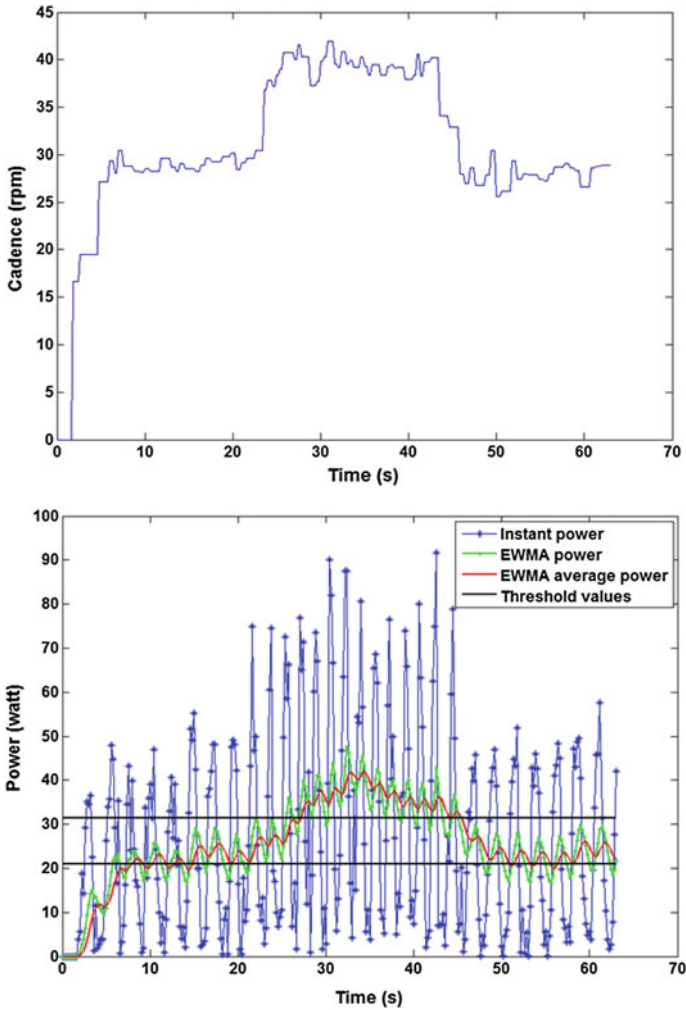 45
40
35
30
25
20
15
10
5
0
Cadence (rpm)
0 10 20 30 40 50 60 70
Time (s)
100
90
80
70
60
50
40
30
20
10
0
Power (watt)
Instant power
EWMA power
EWMA average power
Threshold values
0 10 20 30 40 50 60 70
Time (s)